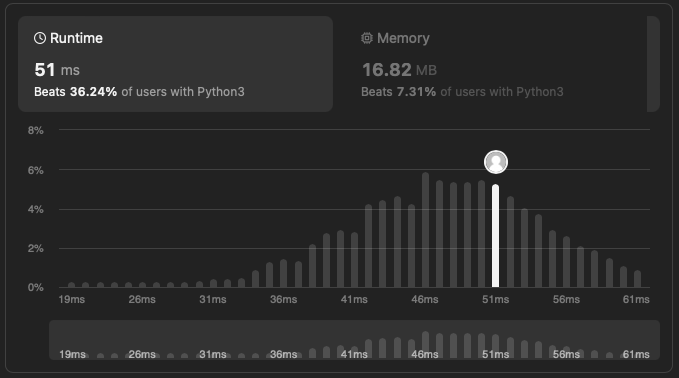 Runtime
51 ms
Beats 36.24% of users with Python3
Memory
16.82 MB
Beats 7.31% of users with Python3
8%
6%
4%
2%
0%
19ms 26ms 31ms 36ms 41ms 46ms 51ms 56ms 61ms
19ms 26ms 31ms 36ms 41ms 46ms 51ms 56ms 61ms